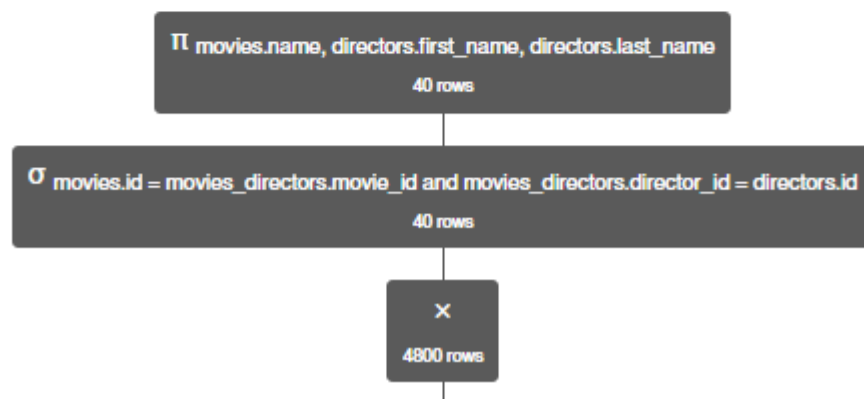 π movies.name, directors.first_name, directors.last_name
40 rows
σ movies.id = movies_directors.movie_id and movies_directors.director_id = directors.id
40 rows
×
4800 rows